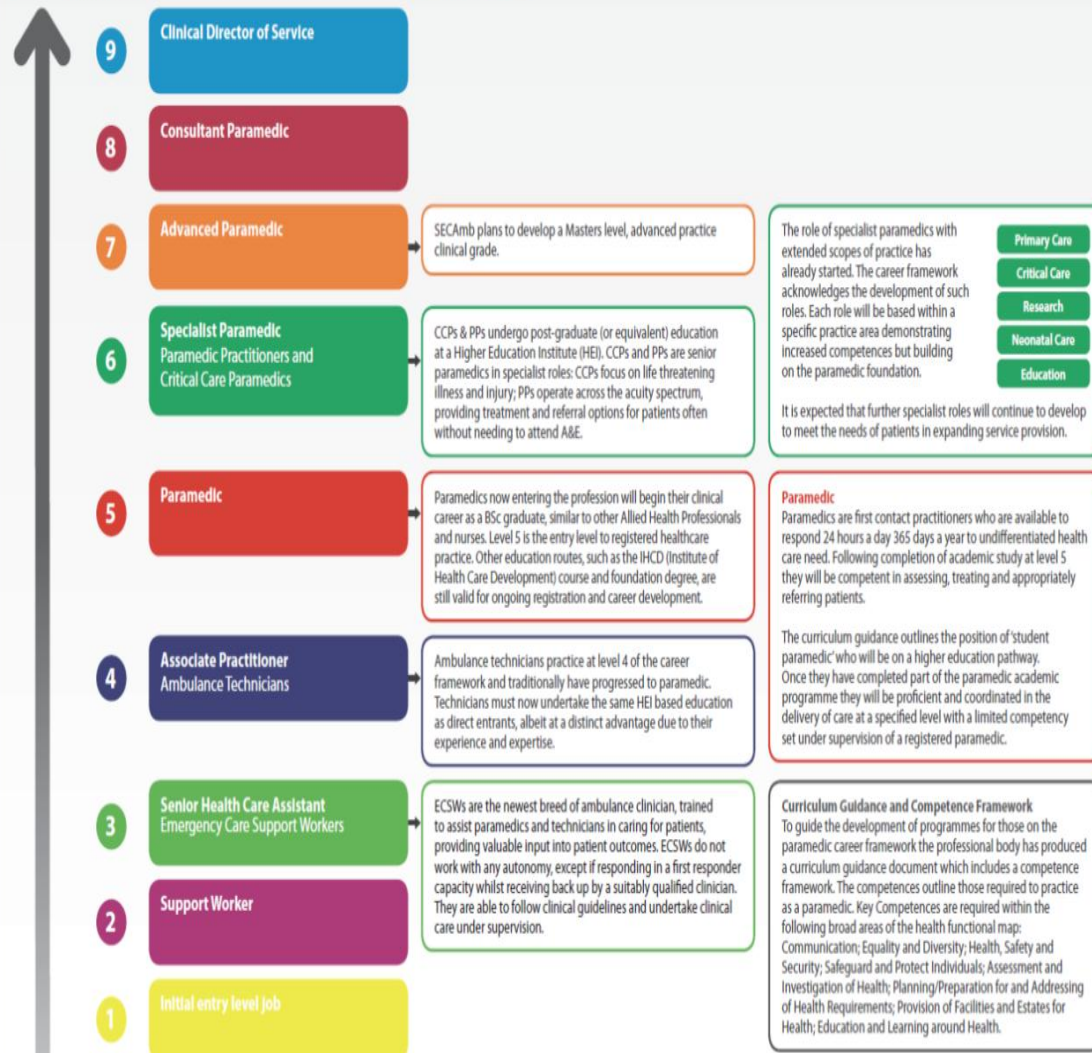 9
Clinical Director of Service
8
Consultant Paramedic
7
Advanced Paramedic
SECAmb plans to develop a Masters level, advanced practice
clinical grade.
The role of specialist paramedics with
extended scopes of practice has
already started. The career framework
acknowledges the development of such
roles. Each role will be based within a
specific practice area demonstrating
increased competences but building
on the paramedic foundation.
Primary Care
Critical Care
Research
Neonatal Care
Education
It is expected that further specialist roles will continue to develop
to meet the needs of patients in expanding service provision.
6
Specialist Paramedic
Paramedic Practitioners and
Critical Care Paramedics
CCPs & PPs undergo post-graduate (or equivalent) education
at a Higher Education Institute (HEI). CCPs and PPs are senior
paramedics in specialist roles: CCPs focus on life threatening
illness and injury; PPs operate across the acuity spectrum,
providing treatment and referral options for patients often
without needing to attend A&E.
5
Paramedic
Paramedics now entering the profession will begin their clinical
career as a BSc graduate, similar to other Allied Health Professionals
and nurses. Level 5 is the entry level to registered healthcare
practice. Other education routes, such as the IHCD (Institute of
Health Care Development) course and foundation degree, are
still valid for ongoing registration and career development.
Paramedic
Paramedics are first contact practitioners who are available to
respond 24 hours a day 365 days a year to undifferentiated health
care need. Following completion of academic study at level 5
they will be competent in assessing, treating and appropriately
referring patients.
The curriculum guidance outlines the position of 'student
paramedic' who will be on a higher education pathway.
Once they have completed part of the paramedic academic
programme they will be proficient and coordinated in the
delivery of care at a specified level with a limited competency
set under supervision of a registered paramedic.
4
Associate Practitioner
Ambulance Technicians
Ambulance technicians practice at level 4 of the career
framework and traditionally have progressed to paramedic.
Technicians must now undertake the same HEI based education
as direct entrants, albeit at a distinct advantage due to their
experience and expertise.
3
Senior Health Care Assistant
Emergency Care Support Workers
ECSWs are the newest breed of ambulance clinician, trained
to assist paramedics and technicians in caring for patients,
providing valuable input into patient outcomes. ECSWs do not
work with any autonomy, except if responding in a first responder
capacity whilst receiving back up by a suitably qualified clinician.
They are able to follow clinical guidelines and undertake clinical
care under supervision.
Curriculum Guidance and Competence Framework
To guide the development of programmes for those on the
paramedic career framework the professional body has produced
a curriculum guidance document which includes a competence
framework. The competences outline those required to practice
as a paramedic. Key Competences are required within the
following broad areas of the health functional map:
Communication; Equality and Diversity; Health, Safety and
Security; Safeguard and Protect Individuals; Assessment and
Investigation of Health; Planning/Preparation for and Addressing
of Health Requirements; Provision of Facilities and Estates for
Health; Education and Learning around Health.
2
Support Worker
1
Initial entry level job